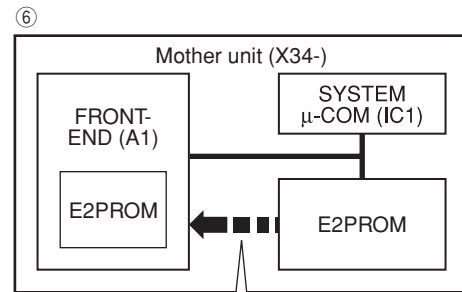 ⑥
Mother unit (X34-)
FRONT-
END (A1)
E2PROM
SYSTEM
μ-COM (IC1)
E2PROM